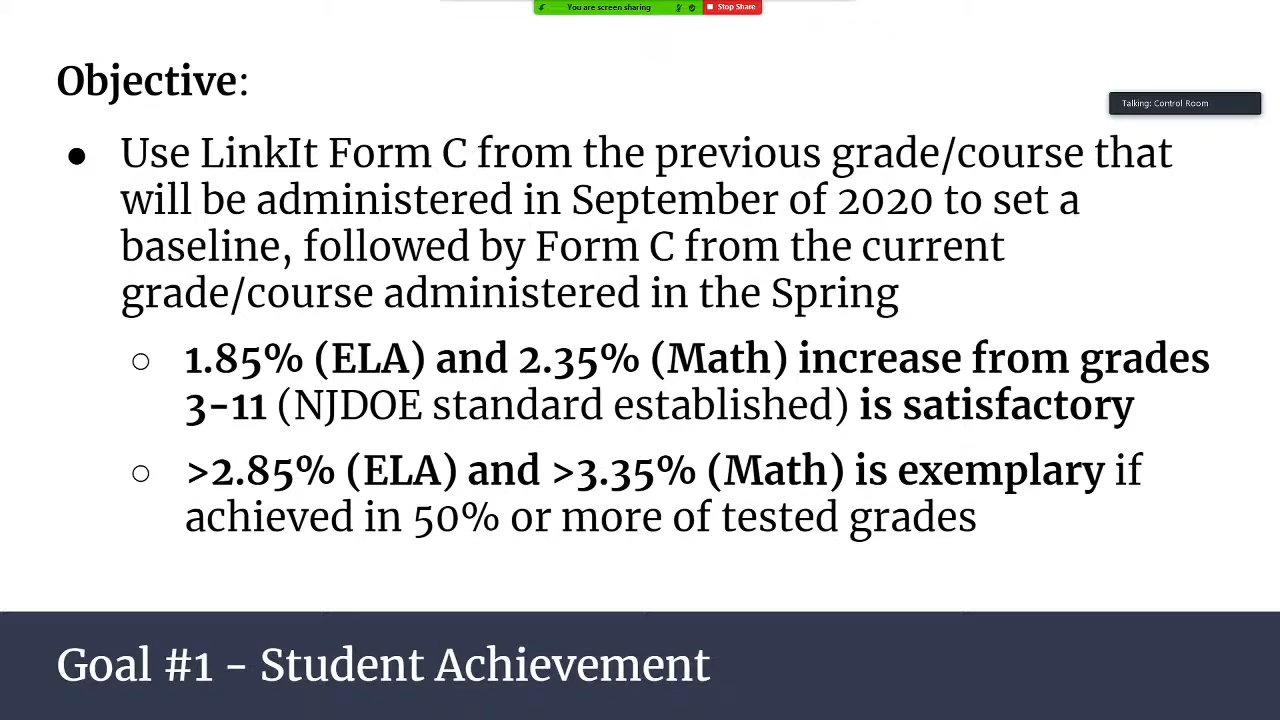 You are screen sharing
Stop Share
Objective:
Talking: Control Room
● Use LinkIt Form C from the previous grade/course that
will be administered in September of 2020 to set a
baseline, followed by Form C from the current
grade/course administered in the Spring
○ 1.85% (ELA) and 2.35% (Math) increase from grades
3-11 (NJDOE standard established) is satisfactory
○ >2.85% (ELA) and >3.35% (Math) is exemplary if
achieved in 50% or more of tested grades
Goal #1 - Student Achievement